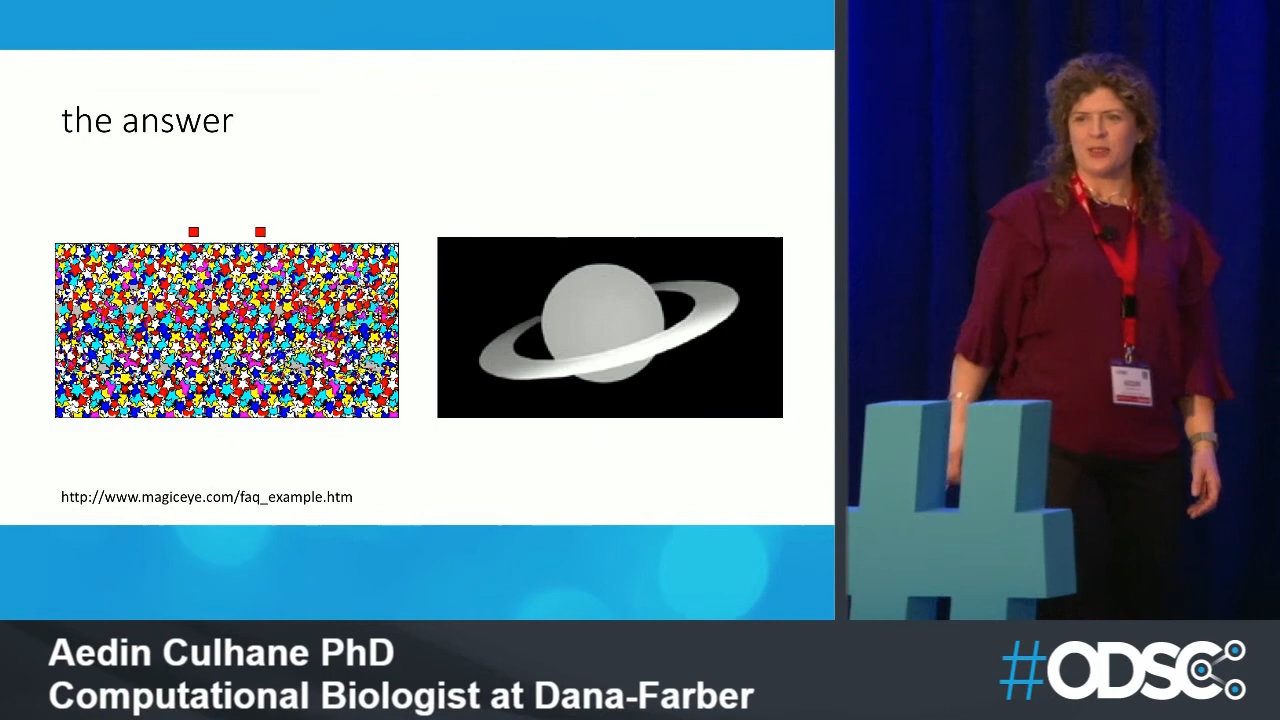 the answer
http://www.magiceye.com/faq_example.htm
Aedin Culhane PhD
Computational Biologist at Dana-Farber
#ODSC